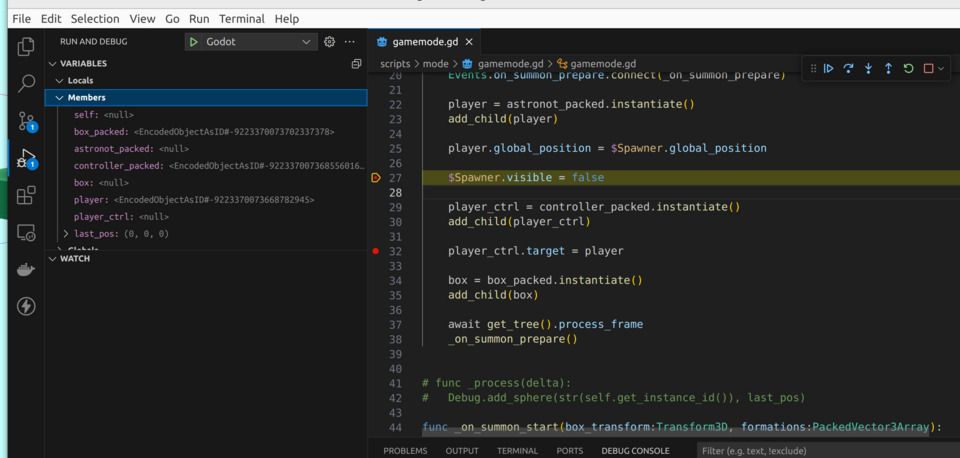 File Edit Selection View Go Run Terminal Help
RUN AND DEBUG
Godot
gamemode.gd
scripts > mode > gamemode.gd > gamemode.gd
VARIABLES
Locals
Members
self: <null>
box_packed: <EncodedObjectAsID#-9223370073702337378>
astronot_packed: <null>
controller_packed: <EncodedObjectAsID#-922337007368556016...
box: <null>
player: <EncodedObjectAsID#-9223370073668782945>
player_ctrl: <null>
last_pos: (0, 0, 0)
Globals
WATCH
1
1
20 Events.on_summon_prepare.connect(_on_summon_prepare)
21
22 player = astronot_packed.instantiate()
23 add_child(player)
24
25 player.global_position = $Spawner.global_position
26
27 $Spawner.visible = false
28
29 player_ctrl = controller_packed.instantiate()
30 add_child(player_ctrl)
31
32 player_ctrl.target = player
33
34 box = box_packed.instantiate()
35 add_child(box)
36
37 await get_tree().process_frame
38 _on_summon_prepare()
39
40
41 # func _process(delta):
42 #   Debug.add_sphere(str(self.get_instance_id()), last_pos)
43
44 func _on_summon_start(box_transform:Transform3D, formations:PackedVector3Array):
PROBLEMS OUTPUT TERMINAL PORTS DEBUG CONSOLE Filter (e.g. text, !exclude)